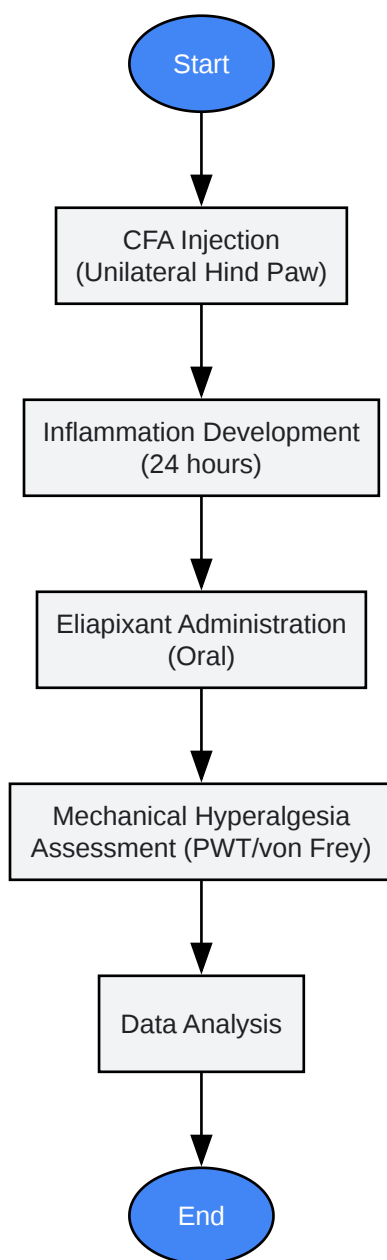 Start
CFA Injection
(Unilateral Hind Paw)
Inflammation Development
(24 hours)
Eliapixant Administration
(Oral)
Mechanical Hyperalgesia
Assessment (PWT/von Frey)
Data Analysis
End